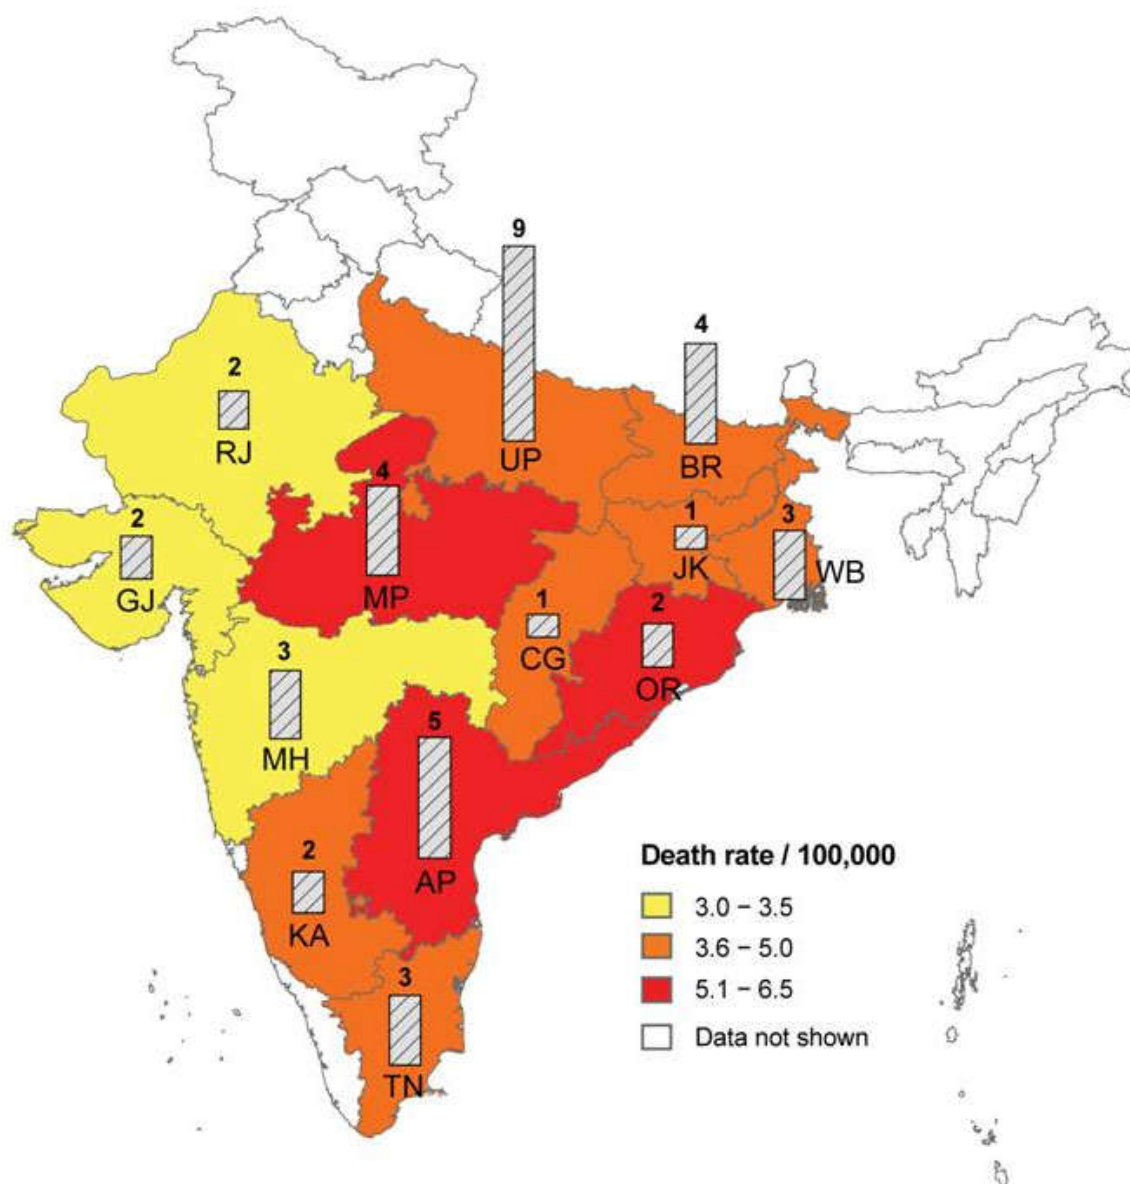 9
4
2
RJ
UP
BR
4
1
3
2
JK
WB
GJ
MP
1
2
CG
OR
3
MH
5
2
AP
KA
3
TN
Death rate / 100,000
3.0 – 3.5
3.6 – 5.0
5.1 – 6.5
Data not shown